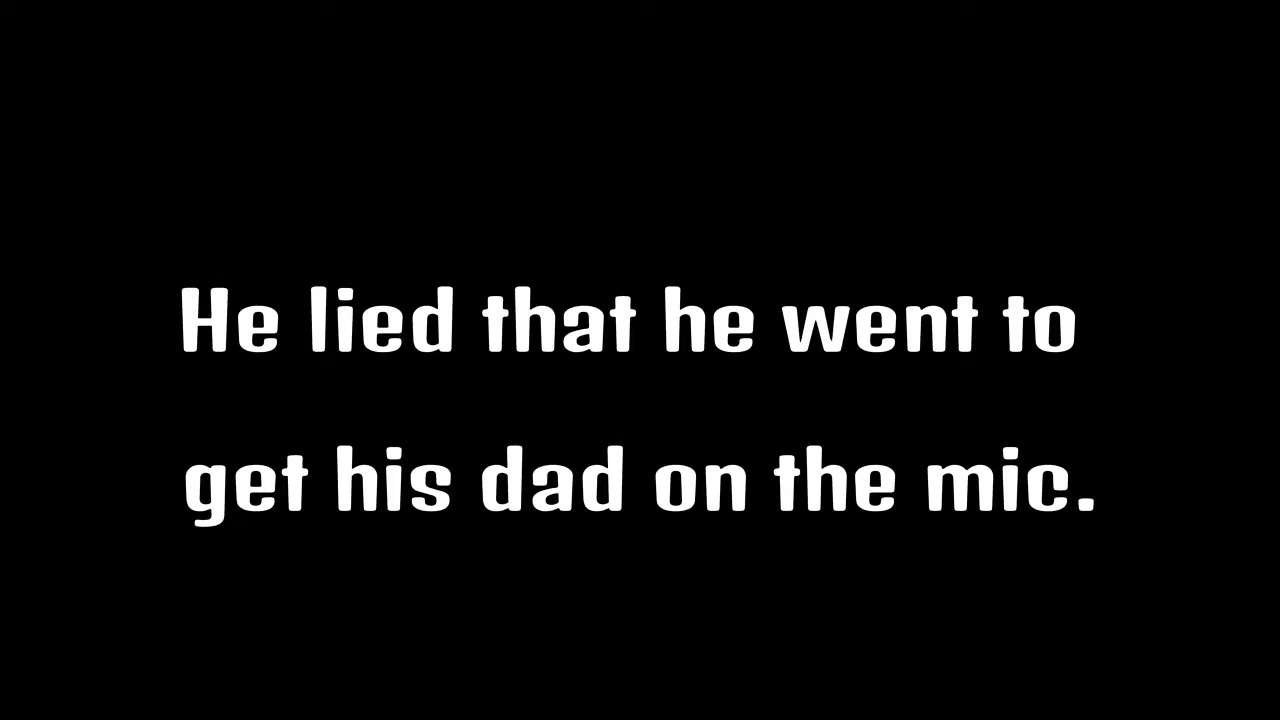 He lied that he went to
get his dad on the mic.